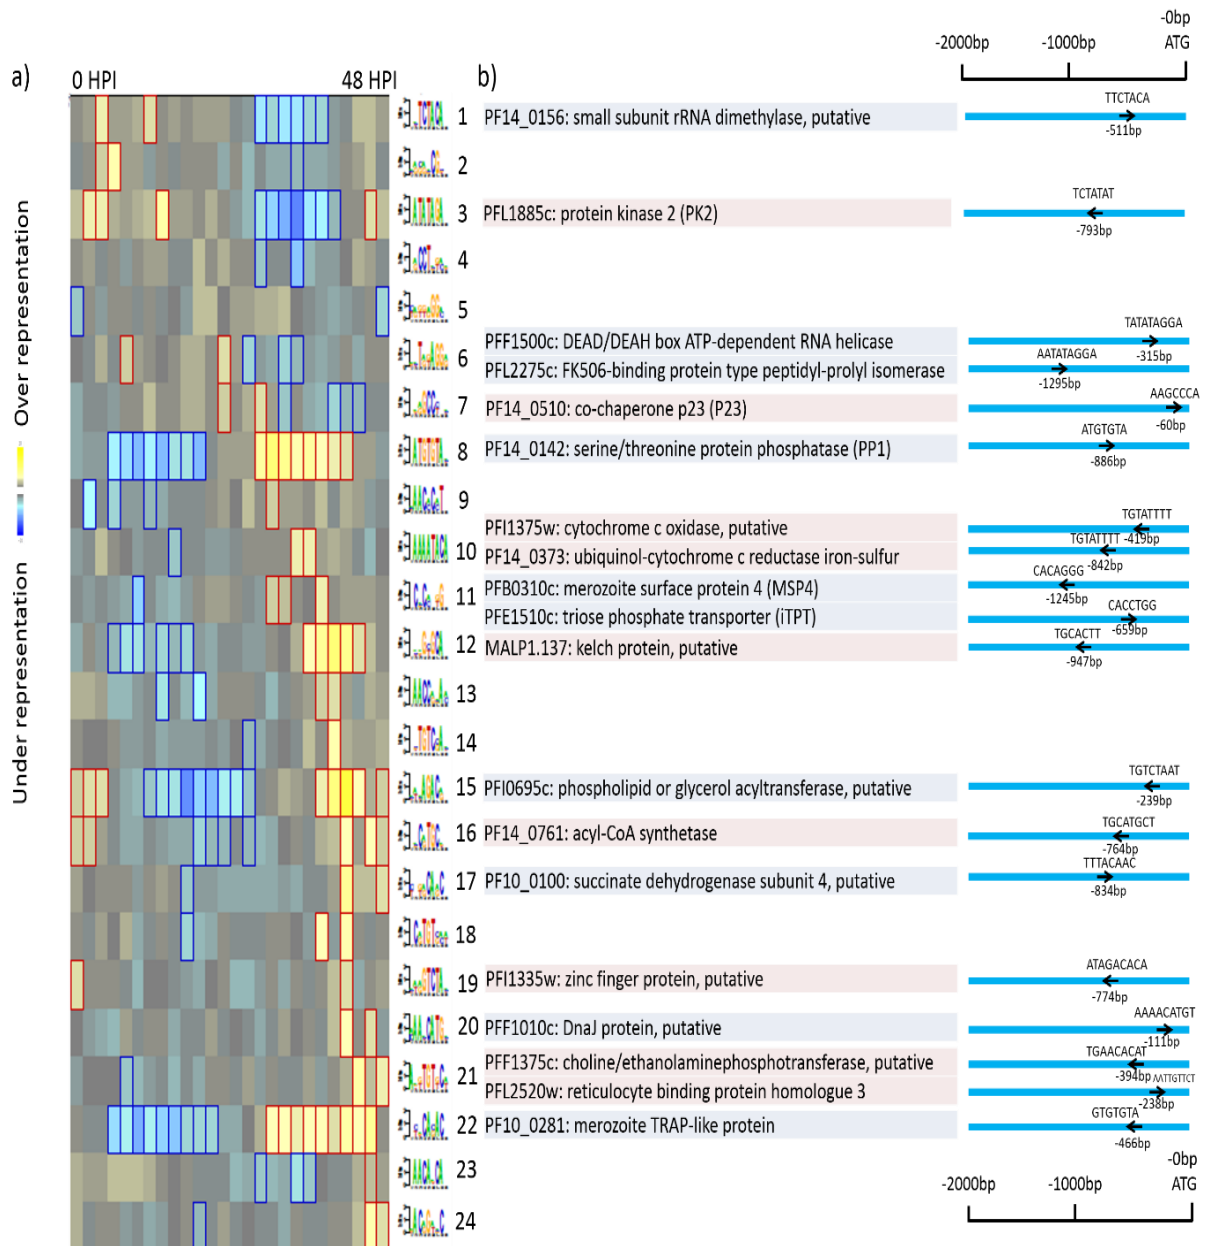 -0bp
-2000bp -1000bp ATG
a) 0 HPI 48 HPI b)
Over representation
Under representation
1 PF14_0156: small subunit rRNA dimethylase, putative TTCTACA -511bp
2
3 PFL1885c: protein kinase 2 (PK2) TCTATAT -793bp
4
5
PFF1500c: DEAD/DEAH box ATP-dependent RNA helicase TATATAGGA -315bp
6
PFL2275c: FK506-binding protein type peptidyl-prolyl isomerase AATATAGGA -1295bp
7 PF14_0510: co-chaperone p23 (P23) AAGCCCA -60bp
8 PF14_0142: serine/threonine protein phosphatase (PP1) ATGTGTA -886bp
9
PFI1375w: cytochrome c oxidase, putative TGTATTTT -419bp
10
PF14_0373: ubiquinol-cytochrome c reductase iron-sulfur TGTATTTT -842bp
11 PFB0310c: merozoite surface protein 4 (MSP4) CACAGGG -1245bp
PFE1510c: triose phosphate transporter (iTPT) CACCTGG -659bp
12 MALP1.137: kelch protein, putative TGCACTT -947bp
13
14
15 PFI0695c: phospholipid or glycerol acyltransferase, putative TGTCTAAT -239bp
16 PF14_0761: acyl-CoA synthetase TGCATGCT -764bp
17 PF10_0100: succinate dehydrogenase subunit 4, putative TTTACAAC -834bp
18
19 PFI1335w: zinc finger protein, putative ATAGACACA -774bp
20 PFF1010c: DnaJ protein, putative AAAACATGT -111bp
PFF1375c: choline/ethanolaminephosphotransferase, putative TGAACACAT -394bp
21
PFL2520w: reticulocyte binding protein homologue 3 -238bp
22 PF10_0281: merozoite TRAP-like protein GTGTGTA -466bp
23
24
-0bp
-2000bp -1000bp ATG